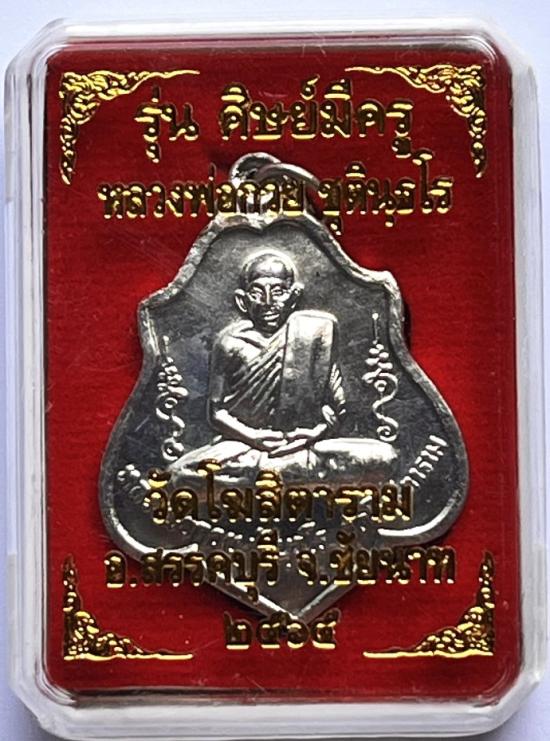 รุ่น ศิษย์มีครู
หลวงพ่อกวย ชุตินฺธโร
วัดโฆสิตาราม
อ.สรรคบุรี จ.ชัยนาท
๒๕๖๕